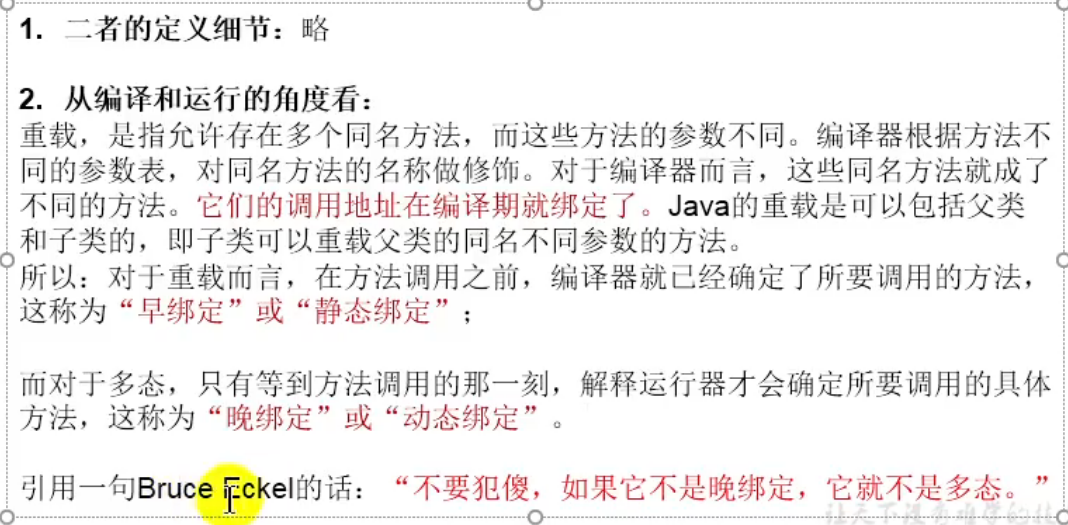 1. 二者的定义细节：略
2. 从编译和运行的角度看：
重载，是指允许存在多个同名方法，而这些方法的参数不同。编译器根据方法不
同的参数表，对同名方法的名称做修饰。对于编译器而言，这些同名方法就成了
不同的方法。它们的调用地址在编译期就绑定了。Java的重载是可以包括父类
和子类的，即子类可以重载父类的同名不同参数的方法。
所以：对于重载而言，在方法调用之前，编译器就已经确定了所要调用的方法，
这称为“早绑定”或“静态绑定”；
而对于多态，只有等到方法调用的那一刻，解释运行器才会确定所要调用的具体
方法，这称为“晚绑定”或“动态绑定”。
引用一句Bruce Eckel的话：“不要犯傻，如果它不是晚绑定，它就不是多态。”